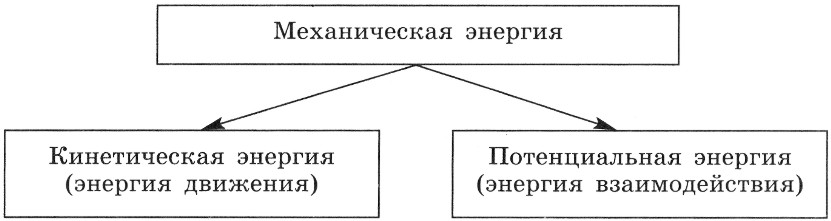 Механическая энергия
Кинетическая энергия
(энергия движения)
Потенциальная энергия
(энергия взаимодействия)